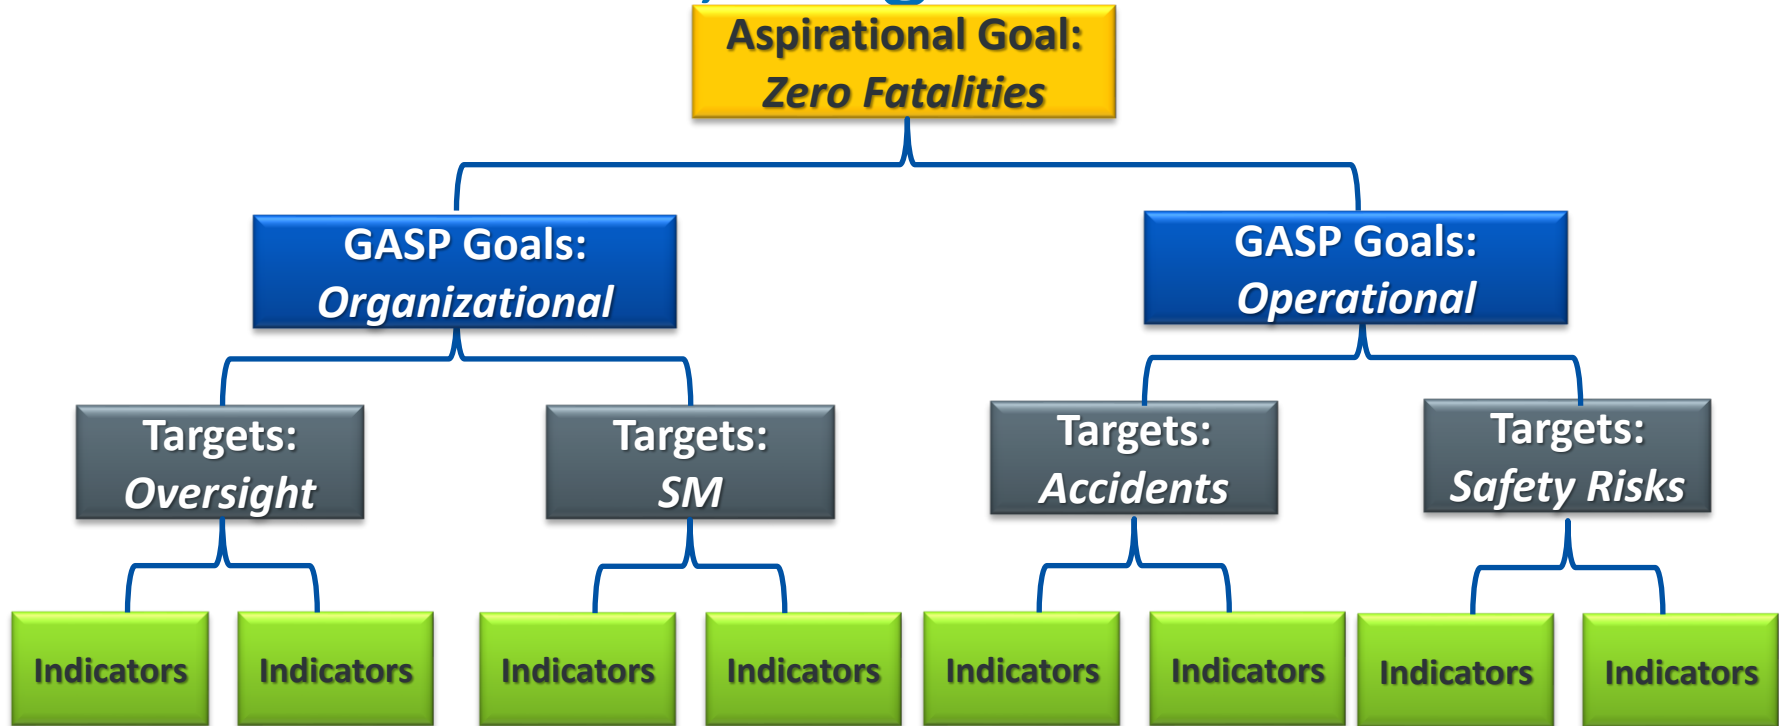 Aspirational Goal:
Zero Fatalities
GASP Goals:
Organizational
GASP Goals:
Operational
Targets:
Oversight
Targets:
SM
Targets:
Accidents
Targets:
Safety Risks
Indicators
Indicators
Indicators
Indicators
Indicators
Indicators
Indicators
Indicators